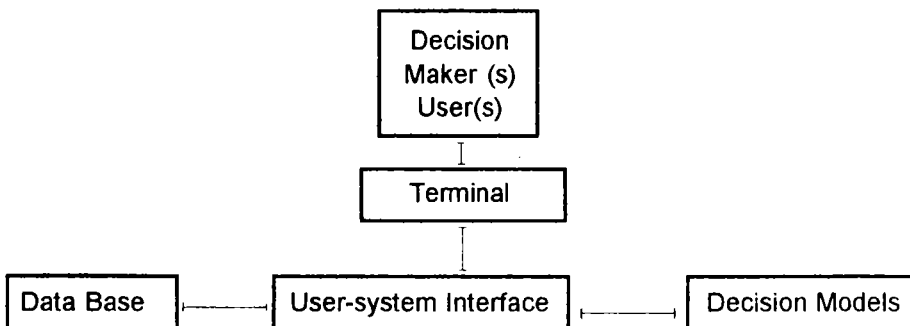 Decision
Maker (s)
User(s)
Terminal
Data Base
User-system Interface
Decision Models